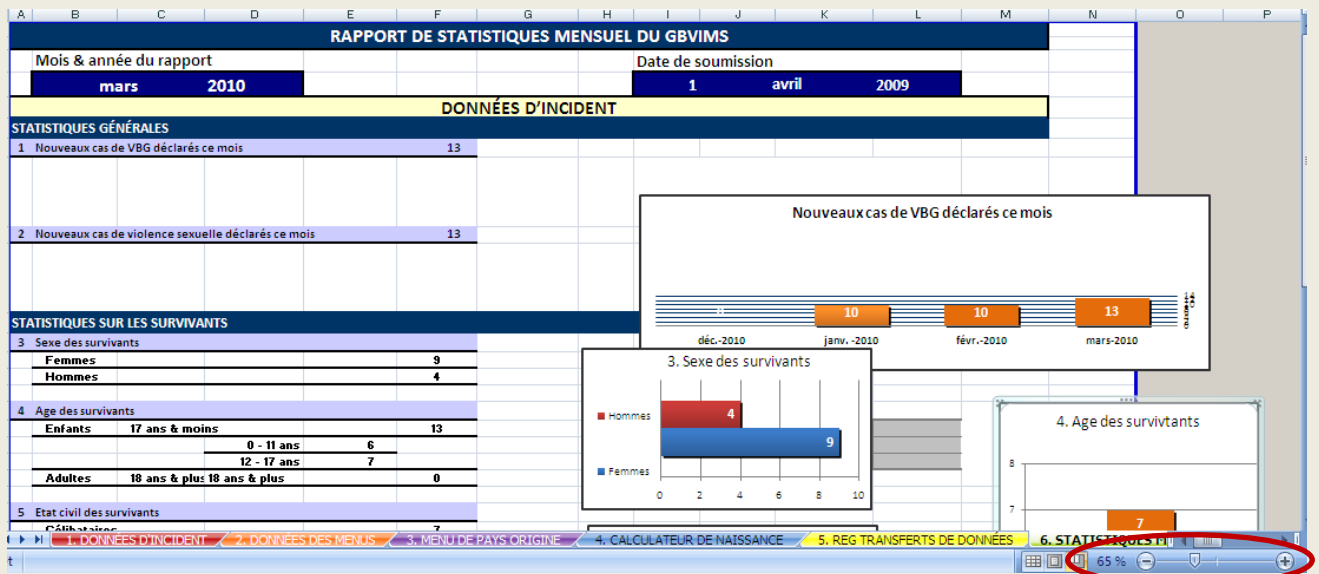 A B C D E F G H I J K L M N O P
RAPPORT DE STATISTIQUES MENSUEL DU GBVIMS
Mois & année du rapport Date de soumission
mars 2010 1 avril 2009
DONNÉES D'INCIDENT
STATISTIQUES GÉNÉRALES
1 Nouveaux cas de VBG déclarés ce mois 13
2 Nouveaux cas de violence sexuelle déclarés ce mois 13
Nouveaux cas de VBG déclarés ce mois
10 10 13
déc.-2010 janv. -2010 févr.-2010 mars-2010
STATISTIQUES SUR LES SURVIVANTS
3 Sexe des survivants
Femmes 9
Hommes 4
4 Age des survivants
Enfants 17 ans & moins 13
0 - 11 ans 6
12 - 17 ans 7
Adultes 18 ans & plus 18 ans & plus 0
5 Etat civil des survivants
Célibataires 7
3. Sexe des survivants
Hommes 4
9
Femmes
0 2 4 6 8 10
4. Age des survivtants
8
7
7
1. DONNÉES D'INCIDENT 2. DONNÉES DES MENUS 3. MENU DE PAYS ORIGINE 4. CALCULATEUR DE NAISSANCE 5. REG TRANSFERTS DE DONNÉES 6. STATISTIQUES M
65 %